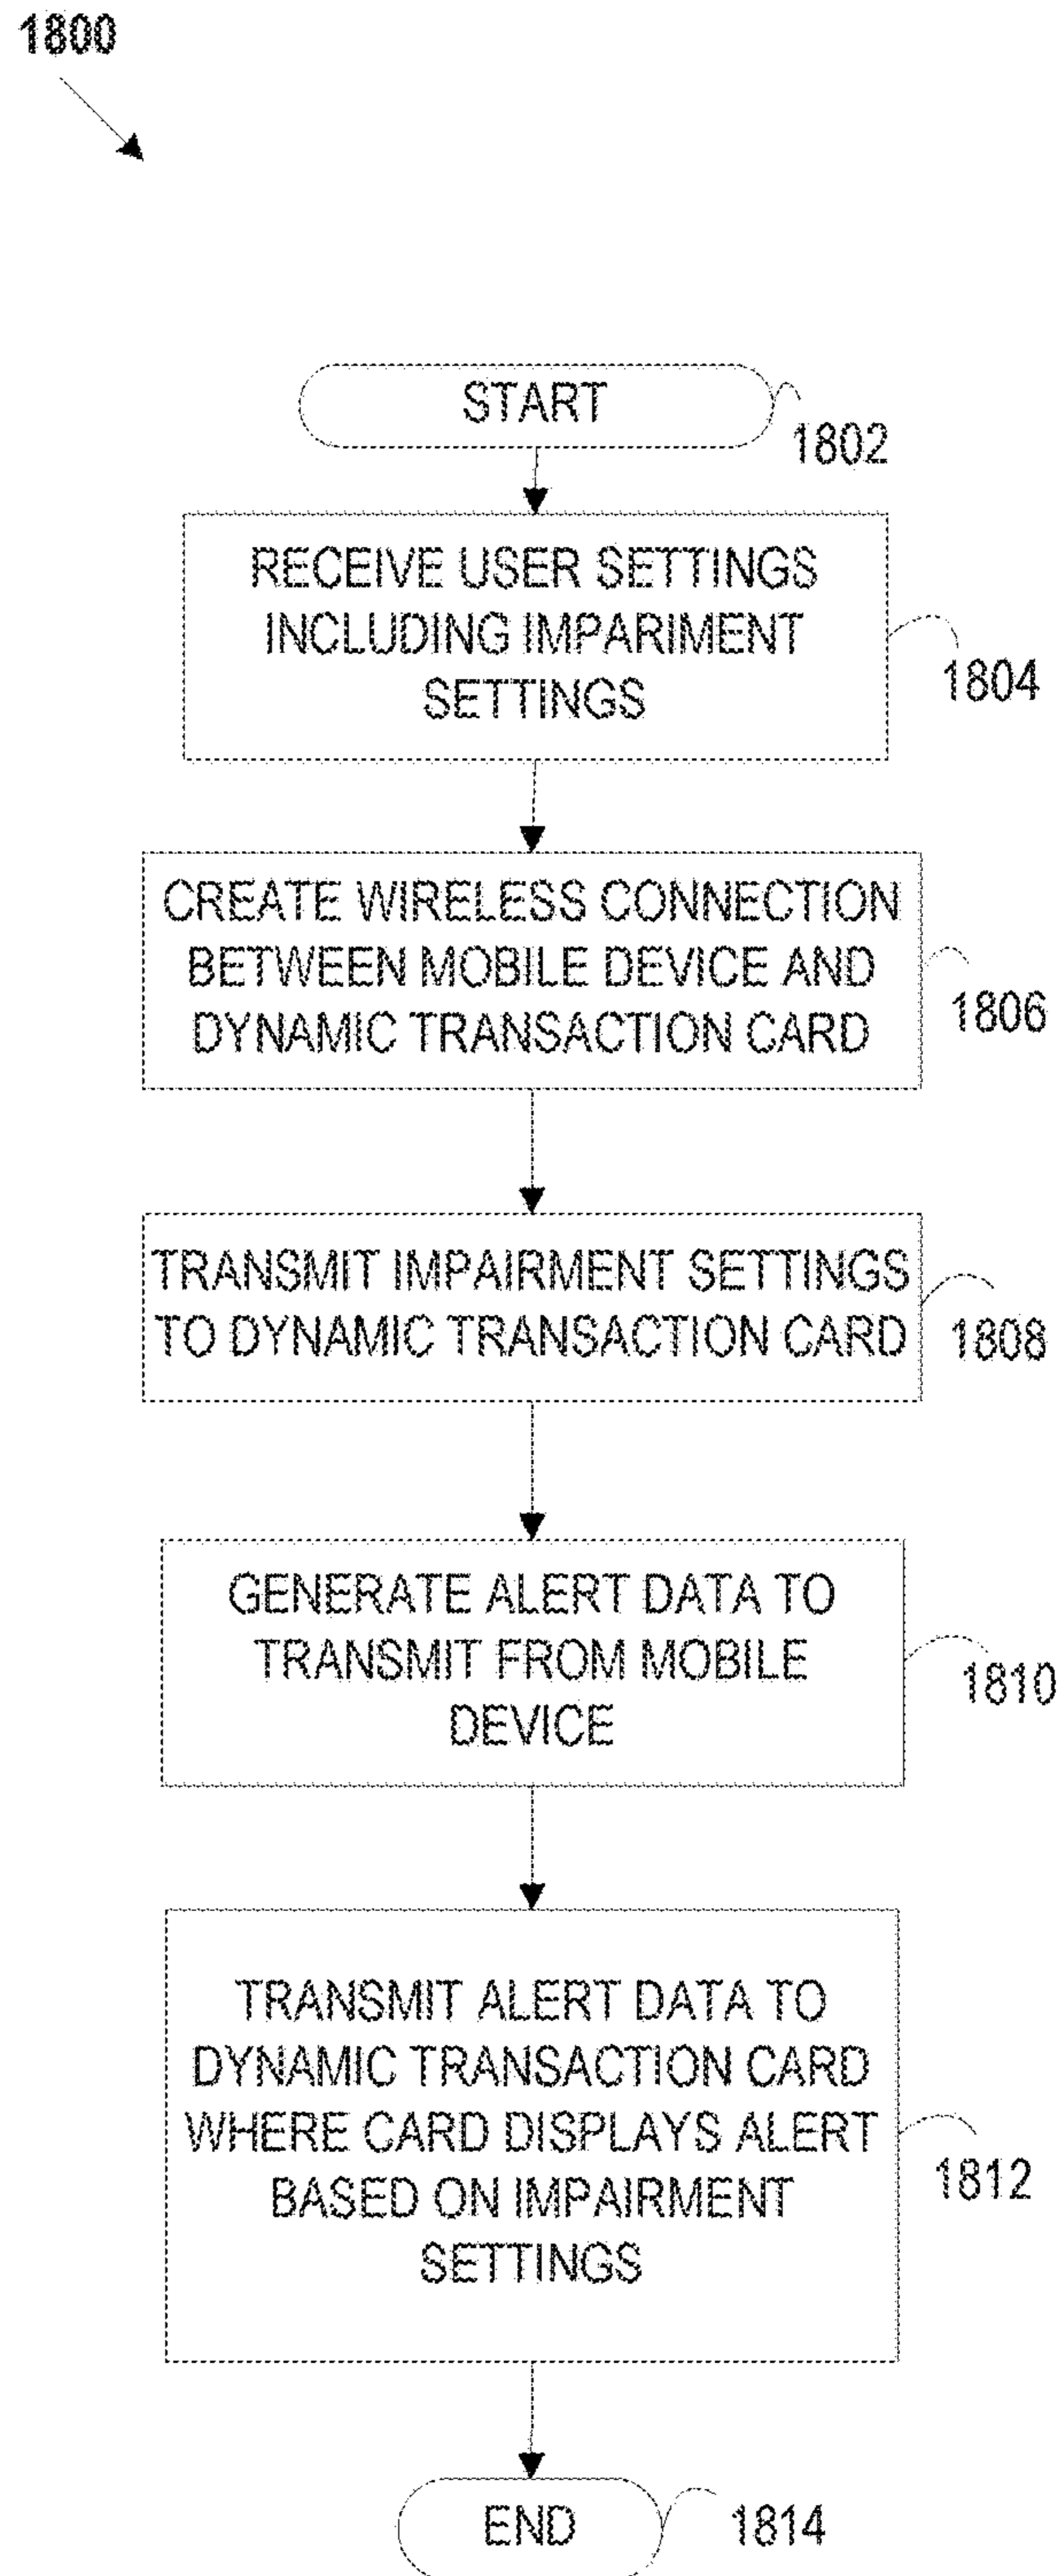 1800
START
1802
RECEIVE USER SETTINGS
INCLUDING IMPARIMENT
SETTINGS
1804
CREATE WIRELESS CONNECTION
BETWEEN MOBILE DEVICE AND
DYNAMIC TRANSACTION CARD
1806
TRANSMIT IMPAIRMENT SETTINGS
TO DYNAMIC TRANSACTION CARD
1808
GENERATE ALERT DATA TO
TRANSMIT FROM MOBILE
DEVICE
1810
TRANSMIT ALERT DATA TO
DYNAMIC TRANSACTION CARD
WHERE CARD DISPLAYS ALERT
BASED ON IMPAIRMENT
SETTINGS
1812
END
1814